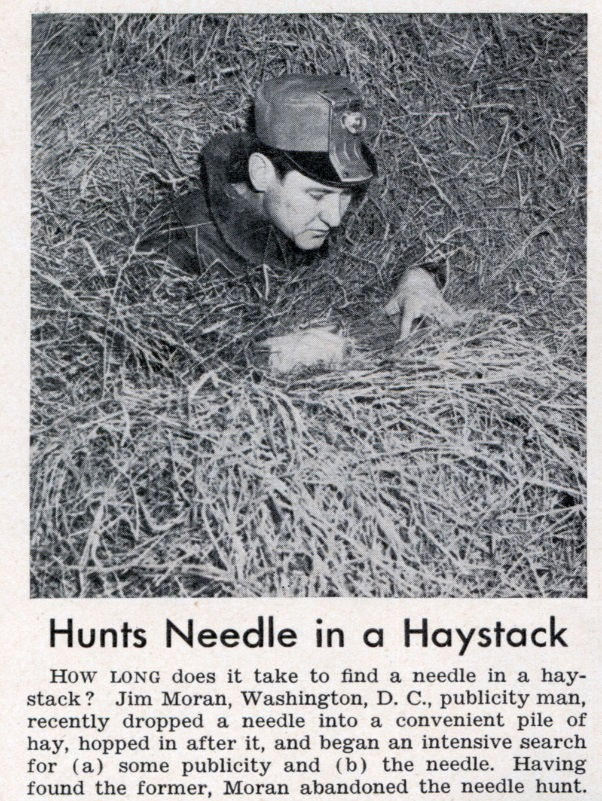 Hunts Needle in a Haystack
HOW LONG does it take to find a needle in a hay-
stack? Jim Moran, Washington, D. C., publicity man,
recently dropped a needle into a convenient pile of
hay, hopped in after it, and began an intensive search
for (a) some publicity and (b) the needle. Having
found the former, Moran abandoned the needle hunt.